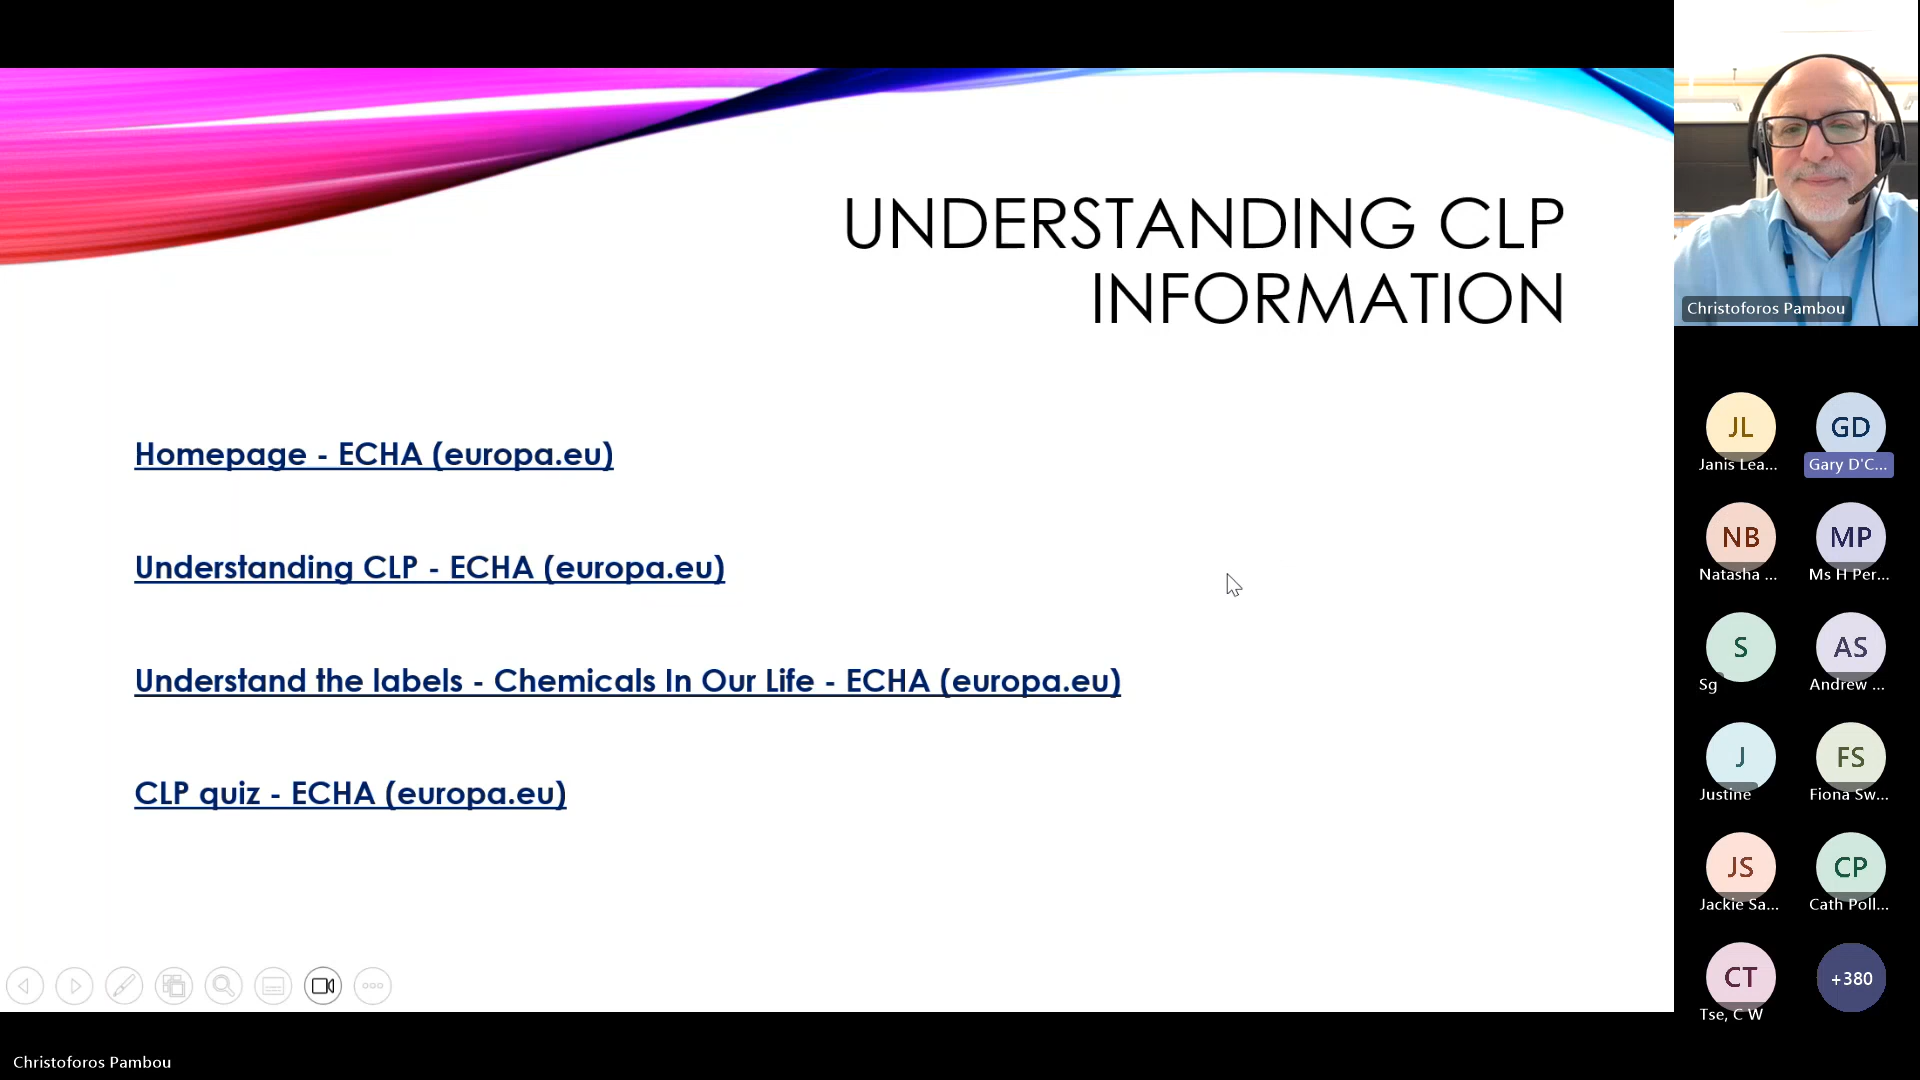 UNDERSTANDING CLP
INFORMATION
Homepage - ECHA (europa.eu)
Understanding CLP - ECHA (europa.eu)
Understand the labels - Chemicals In Our Life - ECHA (europa.eu)
CLP quiz - ECHA (europa.eu)
Christoforos Pambou
JL
GD
Janis Lea...
Gary D'C...
NB
MP
Natasha ...
Ms H Per...
S
AS
Sg
Andrew ...
J
FS
Justine
Fiona Sw...
JS
CP
Jackie Sa...
Cath Poll...
CT
+380
Tse, C W
Christoforos Pambou